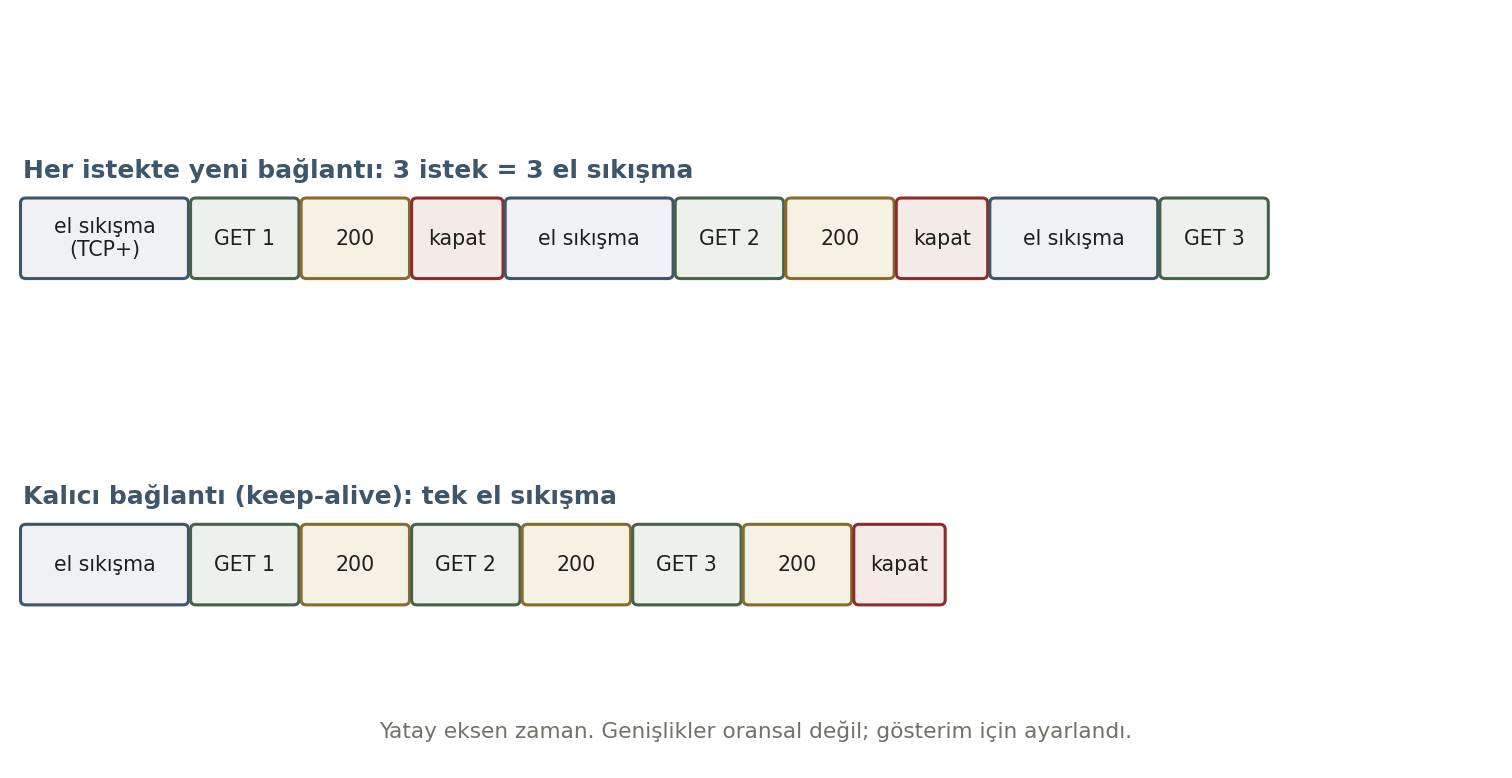 Her istekte yeni bağlantı: 3 istek = 3 el sıkışma
el sıkışma
(TCP+)
GET 1
200
kapat
el sıkışma
GET 2
200
kapat
el sıkışma
GET 3
Kalıcı bağlantı (keep-alive): tek el sıkışma
el sıkışma
GET 1
200
GET 2
200
GET 3
200
kapat
Yatay eksen zaman. Genişlikler oransal değil; gösterim için ayarlandı.